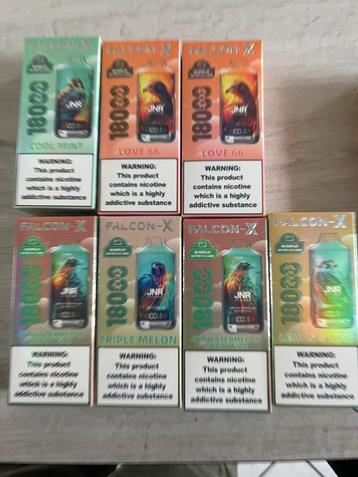 FALCON-X
18000
JNR
COOL MINT
WARNING:
This product
contains nicotine
which is a highly
addictive substance
FALCON-X
18000
JNR
LOVE 66
WARNING:
This product
contains nicotine
which is a highly
addictive substance
FALCON-X
18000
JNR
LOVE 66
WARNING:
This product
contains nicotine
which is a highly
addictive substance
FALCON-X
18000
JNR
WARNING:
This product
contains nicotine
which is a highly
addictive substance
FALCON-X
18000
JNR
TRIPLE MELON
WARNING:
This product
contains nicotine
which is a highly
addictive substance
FALCON-X
18000
JNR
WATERMELON
WARNING:
This product
contains nicotine
which is a highly
addictive substance
FALCON-X
18000
JNR
LEMON
WARNING:
This product
contains nicotine
which is a highly
addictive substance